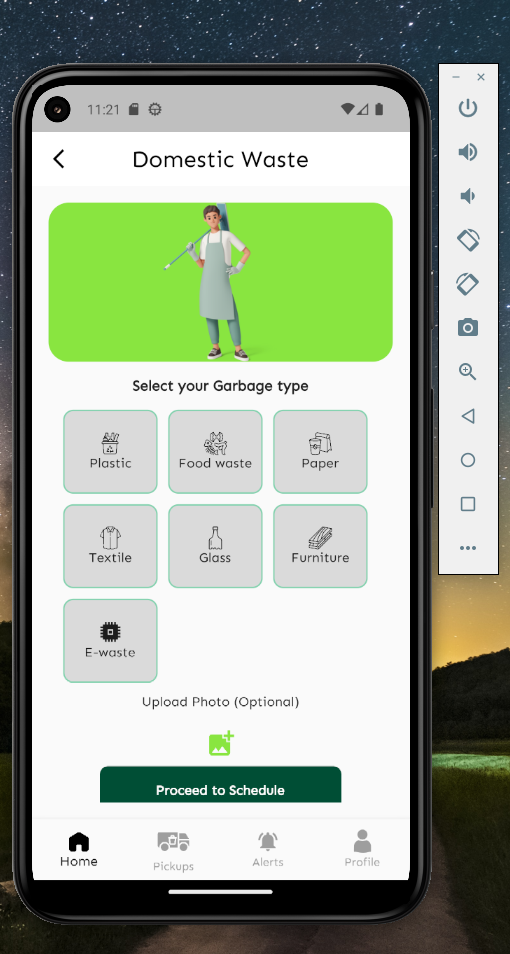 11:21
Domestic Waste
Select your Garbage type
Plastic
Food waste
Paper
Textile
Glass
Furniture
E-waste
Upload Photo (Optional)
Proceed to Schedule
Home
Pickups
Alerts
Profile